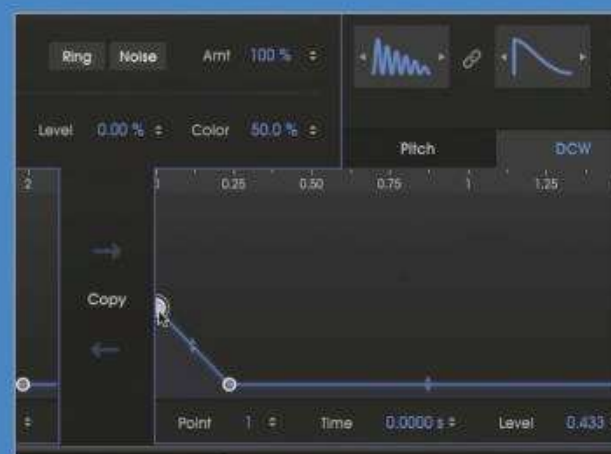 Ring Noise Amt 100 %
Level 0.00 % Color 50.0 %
Pitch DCW
2 0.25 0.50 0.75 1 1.25
Copy
Point 1 Time 0.0000 s Level 0.433